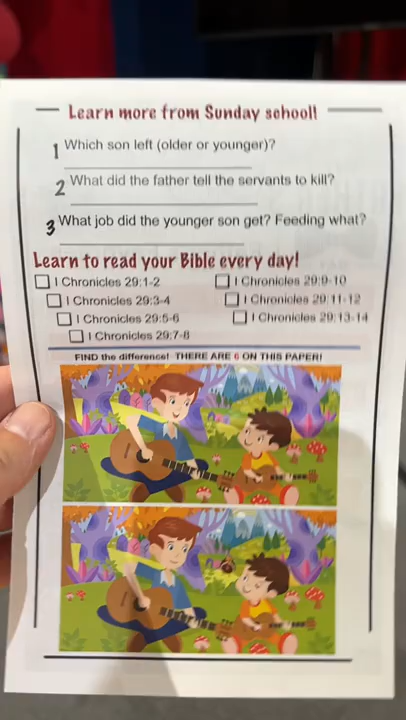 Learn more from Sunday school!
1 Which son left (older or younger)?
2 What did the father tell the servants to kill?
3 What job did the younger son get? Feeding what?
Learn to read your Bible every day!
I Chronicles 29:1-2
I Chronicles 29:9-10
I Chronicles 29:3-4
I Chronicles 29:11-12
I Chronicles 29:5-6
I Chronicles 29:13-14
I Chronicles 29:7-8
FIND the difference! THERE ARE 6 ON THIS PAPER!